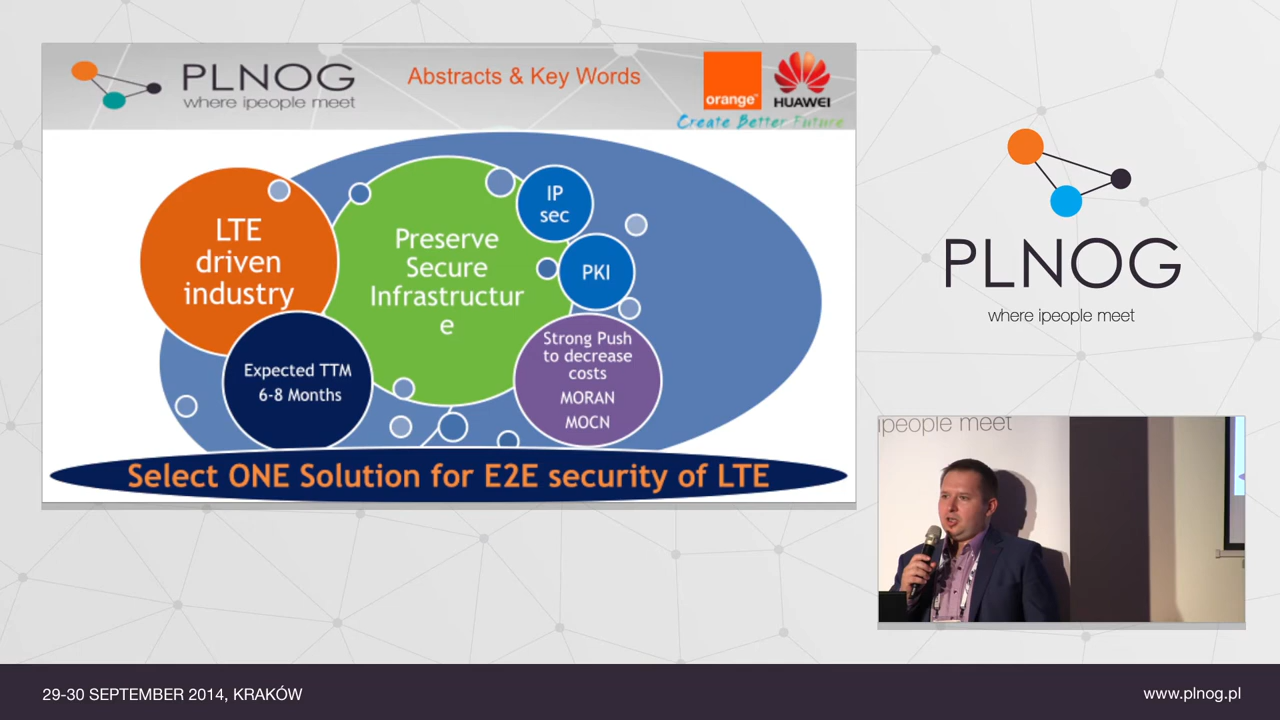 PLNOG
where ipeople meet
Abstracts & Key Words
orange™
HUAWEI
Create Better Future
LTE
driven
industry
Preserve
Secure
Infrastructur
e
IP
sec
PKI
Expected TTM
6-8 Months
Strong Push
to decrease
costs
MORAN
MOCN
Select ONE Solution for E2E security of LTE
PLNOG
where ipeople meet
ipeople meet
29-30 SEPTEMBER 2014, KRAKÓW
www.plnog.pl